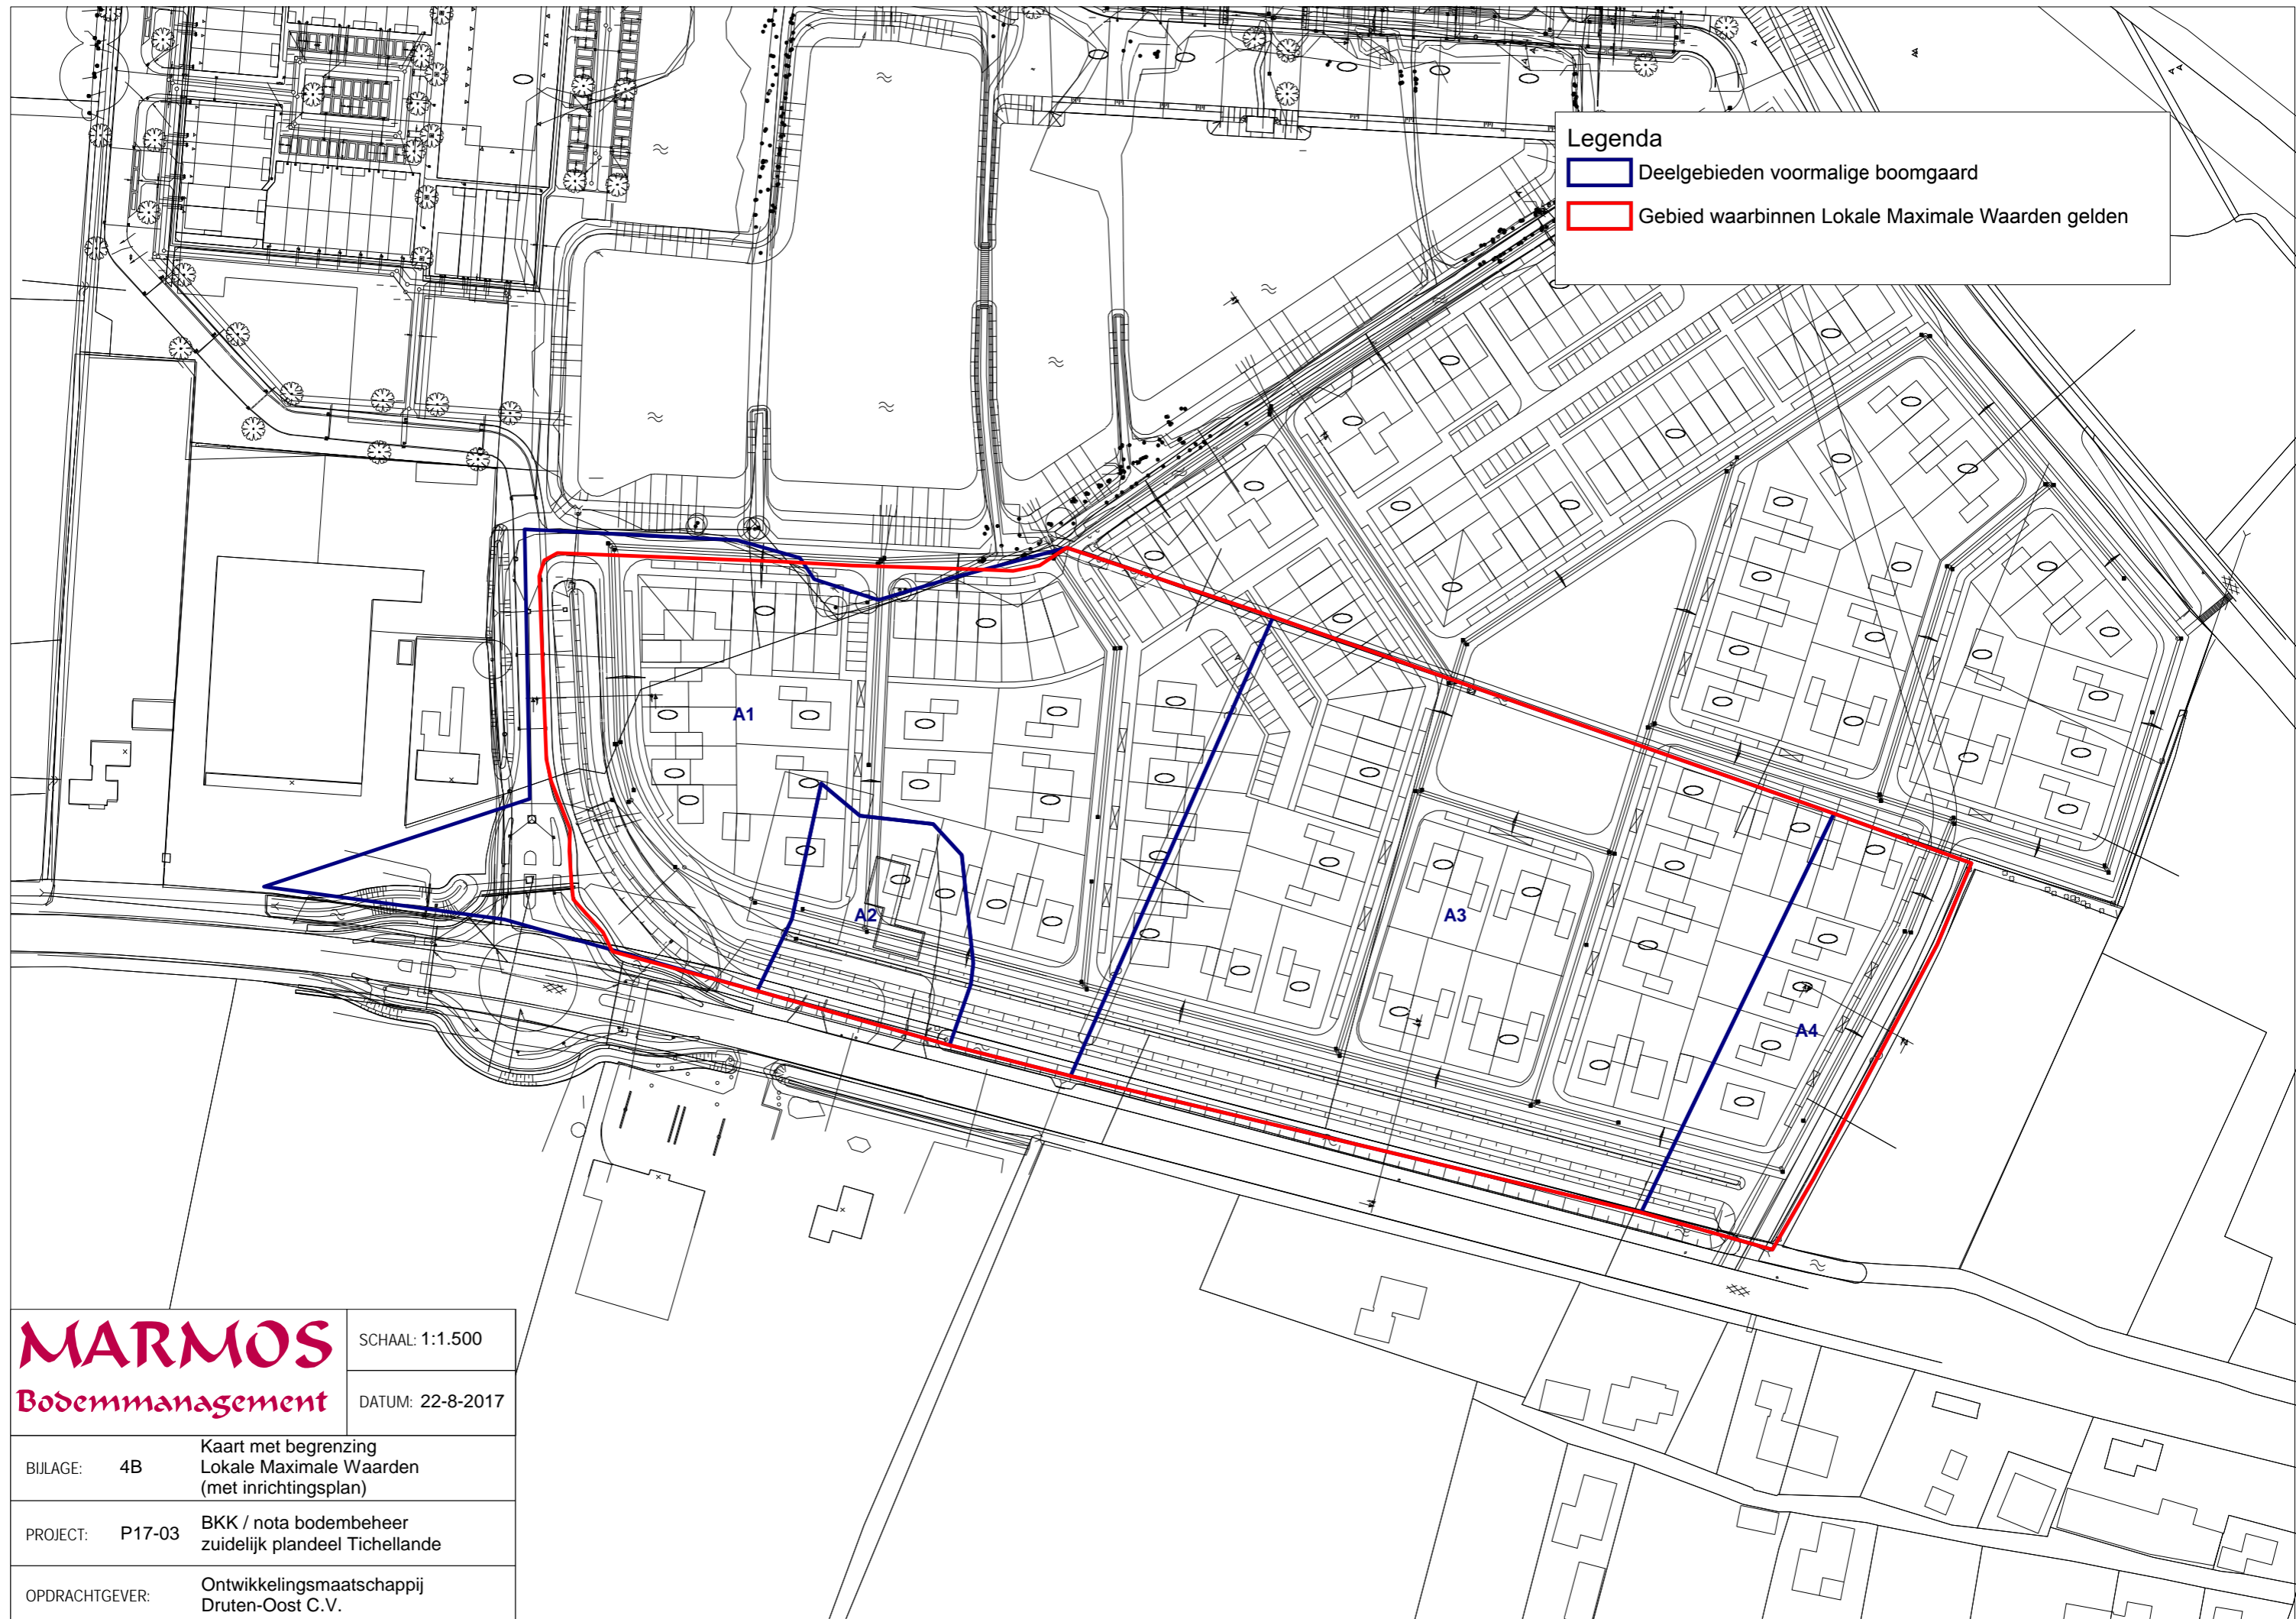 Legenda
Deelgebieden voormalige boomgaard
Gebied waarbinnen Lokale Maximale Waarden gelden
A1
A2
A3
A4
MARMOS
Bodemmanagement
SCHAAL: 1:1.500
DATUM: 22-8-2017
BIJLAGE: 4B
Kaart met begrenzing
Lokale Maximale Waarden
(met inrichtingsplan)
PROJECT: P17-03
BKK / nota bodembeheer
zuidelijk plandeel Tichellande
OPDRACHTGEVER:
Ontwikkelingsmaatschappij
Druten-Oost C.V.